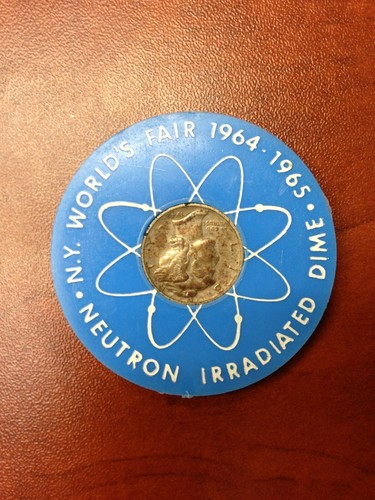 N.Y. WORLD'S FAIR 1964-1965
NEUTRON IRRADIATED DIME